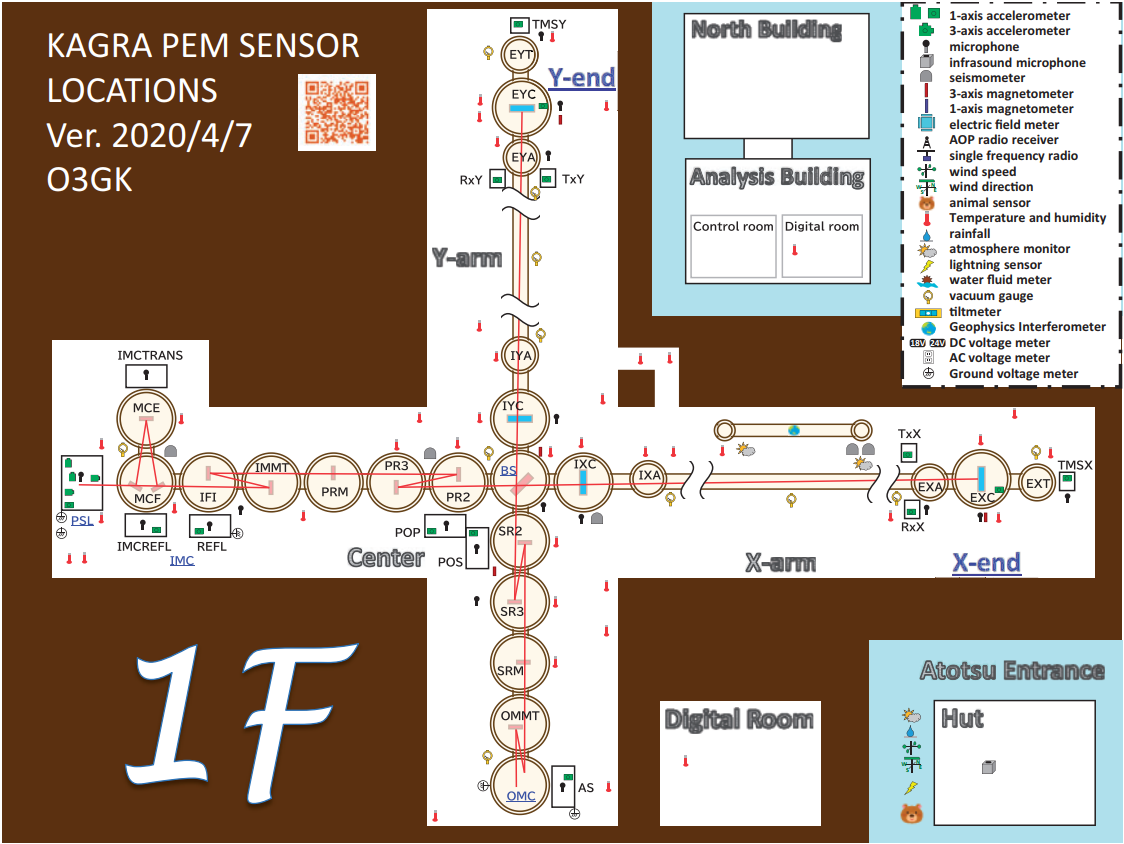 KAGRA PEM SENSOR
LOCATIONS
Ver. 2020/4/7
O3GK
TMSY
EYT
Y-end
EYC
EYA
RxY
TxY
Y-arm
IYA
IYC
North Building
Analysis Building
Control room
Digital room
1-axis accelerometer
3-axis accelerometer
microphone
infrasound microphone
seismometer
3-axis magnetometer
1-axis magnetometer
electric field meter
AOP radio receiver
single frequency radio
wind speed
wind direction
animal sensor
Temperature and humidity
rainfall
atmosphere monitor
lightning sensor
water fluid meter
vacuum gauge
tiltmeter
Geophysics Interferometer
18V 24V DC voltage meter
AC voltage meter
Ground voltage meter
IMCTRANS
MCE
MCF
IFI
IMMT
PRM
PR3
PR2
BS
IXC
IXA
TxX
EXA
EXC
EXT
TMSX
RxX
PSL
IMCREFL
REFL
IMC
POP
POS
Center
X-arm
X-end
SR2
SR3
SRM
OMMT
OMC
AS
1F
Digital Room
Atotsu Entrance
Hut